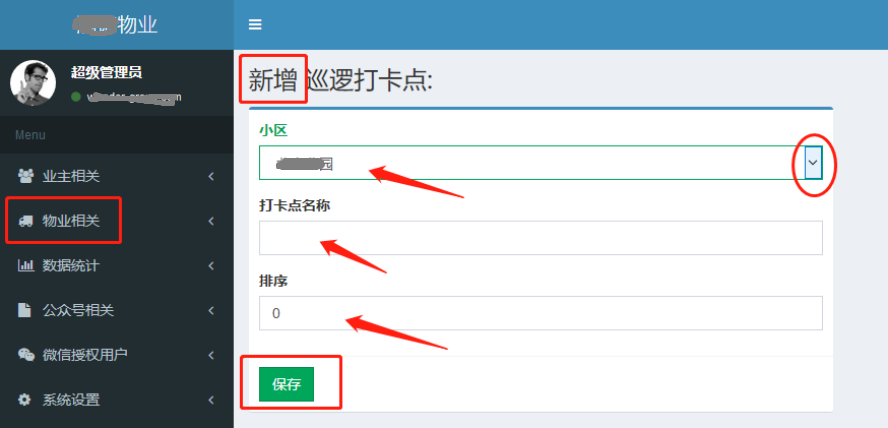 物业
超级管理员
Menu
业主相关
物业相关
数据统计
公众号相关
微信授权用户
系统设置
新增 巡逻打卡点:
小区
园
打卡点名称
排序
0
保存